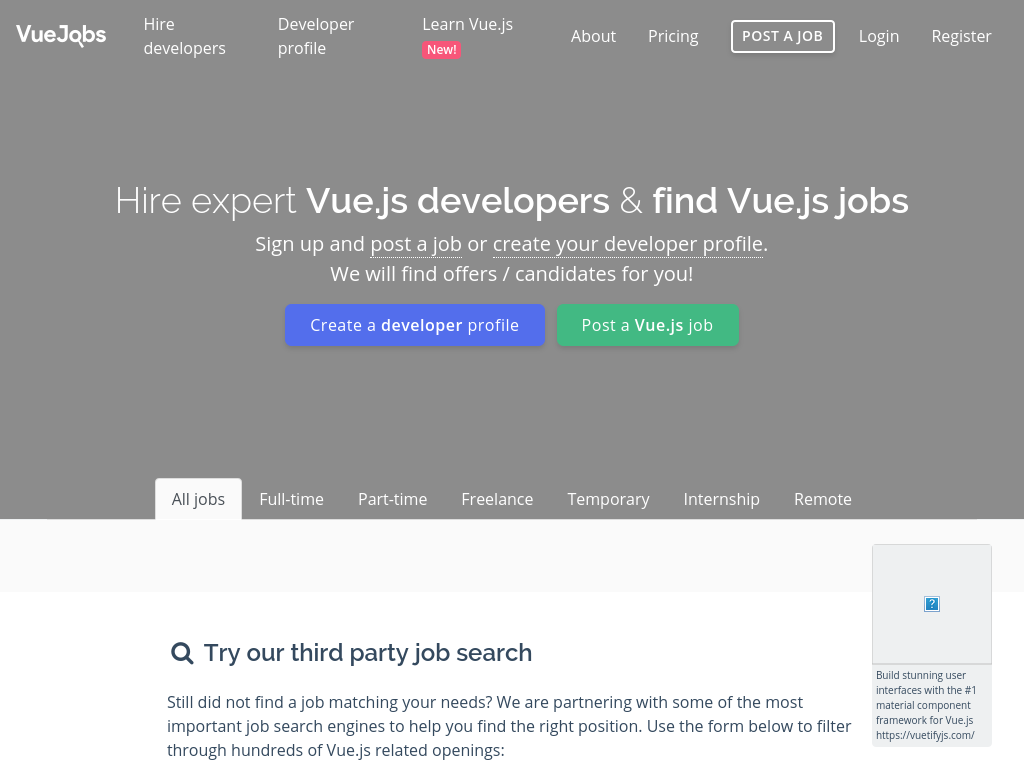 VueJobs
Hire developers
Developer profile
Learn Vue.js New!
About
Pricing
POST A JOB
Login
Register
Hire expert Vue.js developers & find Vue.js jobs
Sign up and post a job or create your developer profile.
We will find offers / candidates for you!
Create a developer profile
Post a Vue.js job
All jobs
Full-time
Part-time
Freelance
Temporary
Internship
Remote
Try our third party job search
Still did not find a job matching your needs? We are partnering with some of the most
important job search engines to help you find the right position. Use the form below to filter
through hundreds of Vue.js related openings:
?
Build stunning user
interfaces with the #1
material component
framework for Vue.js
https://vuetifyjs.com/